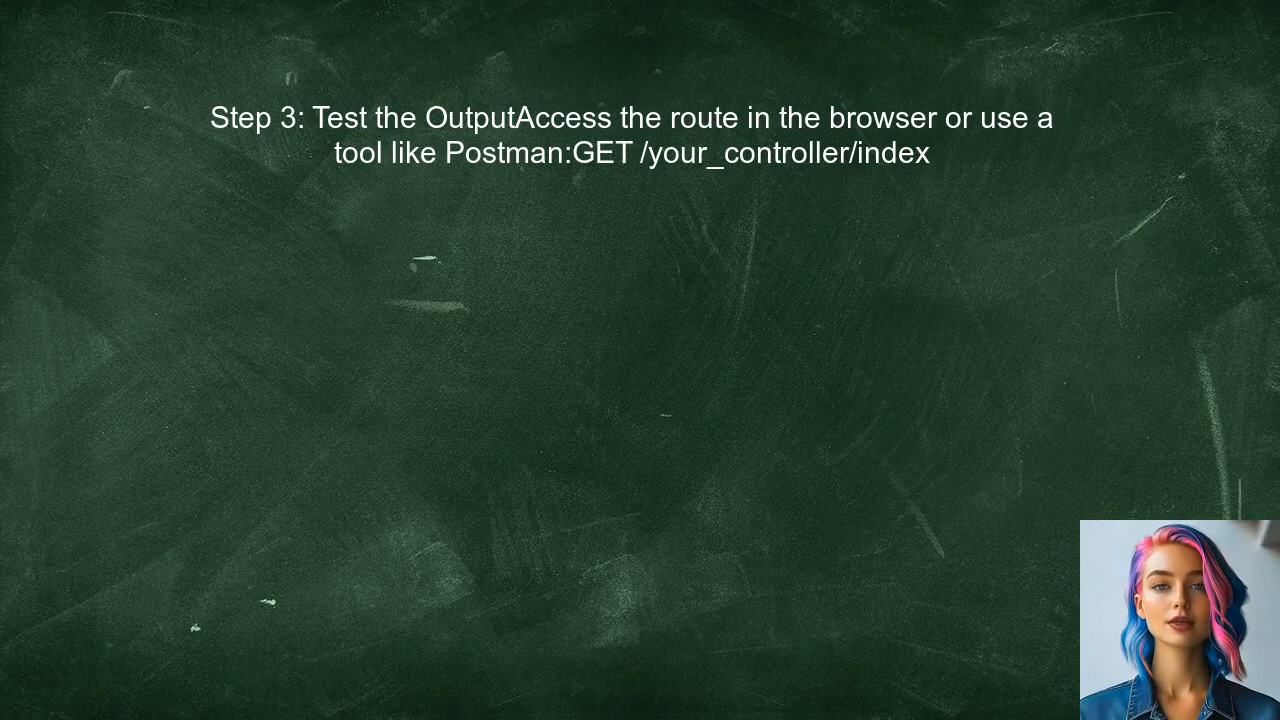 Step 3: Test the OutputAccess the route in the browser or use a
tool like Postman:GET /your_controller/index